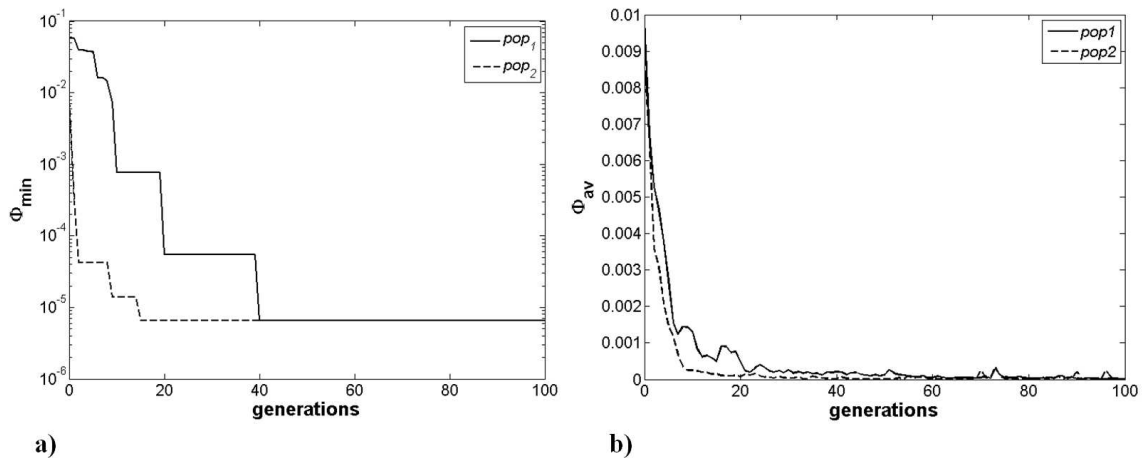 10^-1
10^-2
10^-3
10^-4
10^-5
10^-6
Φmin
0 20 40 60 80 100
generations
pop1
pop2
a)
0.01
0.009
0.008
0.007
0.006
0.005
0.004
0.003
0.002
0.001
0
Φav
0 20 40 60 80 100
generations
pop1
pop2
b)